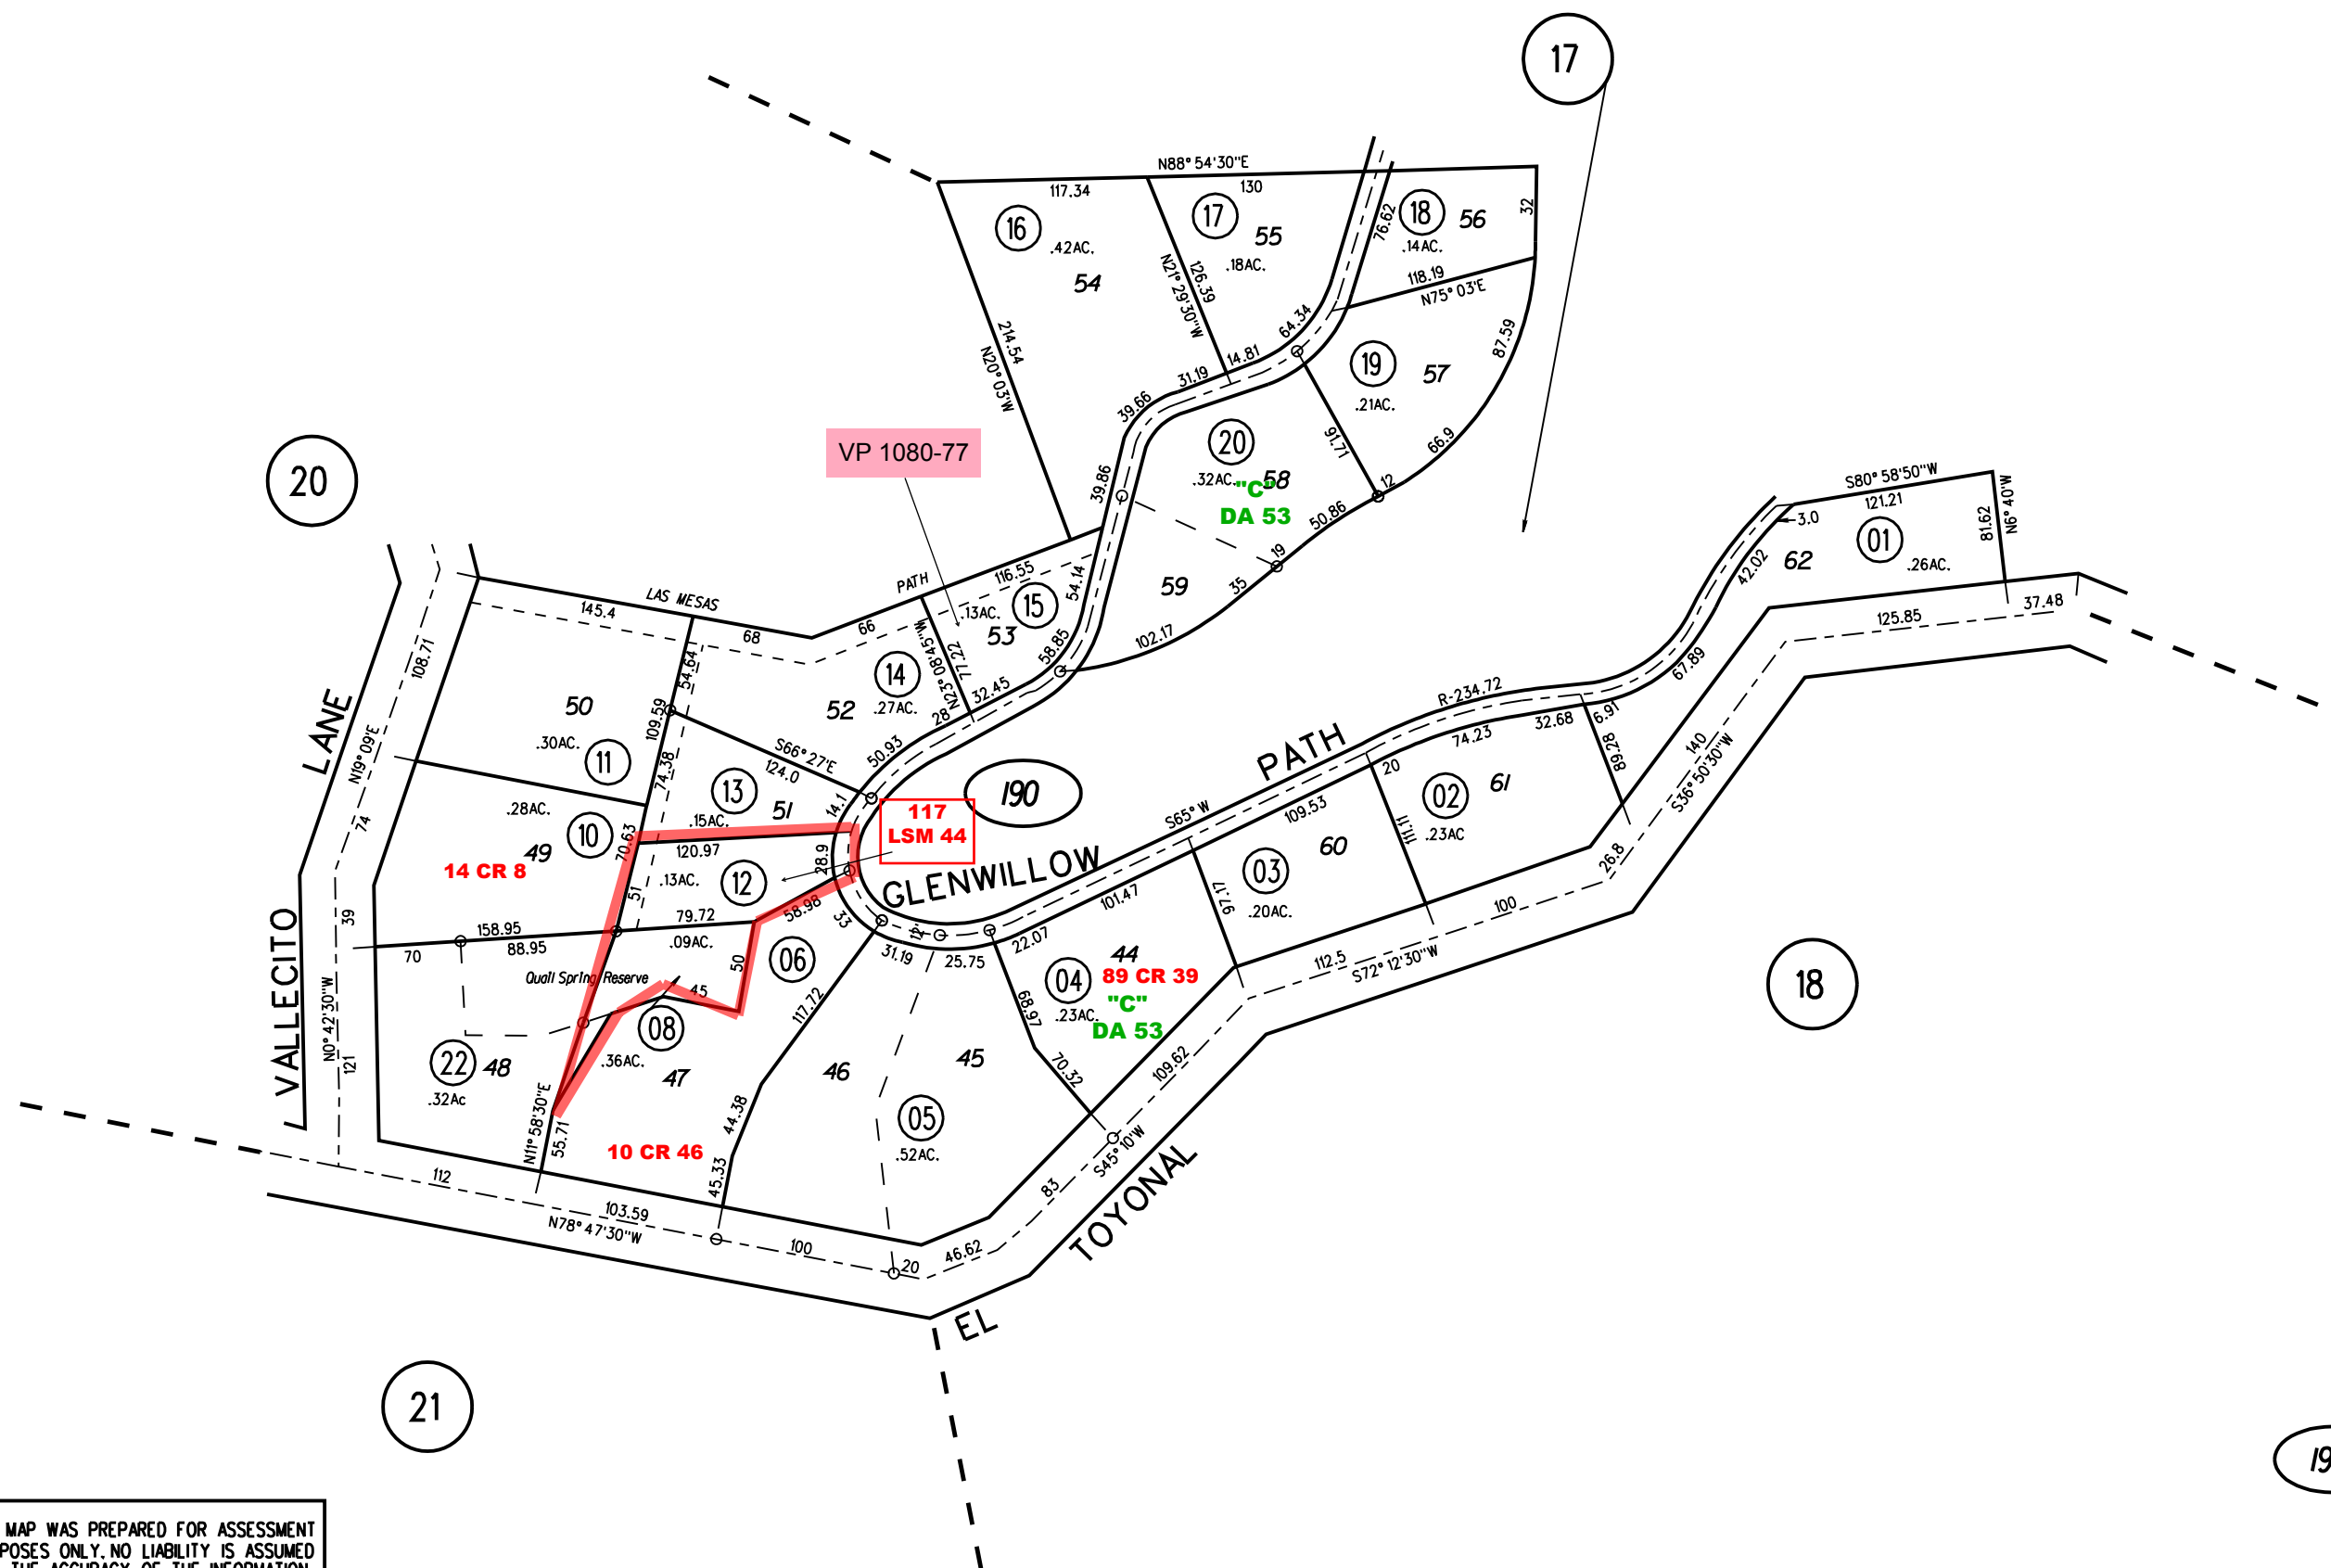 17
N88° 54'30"E
117.34
130
16
.42AC.
54
17
55
.18AC.
76.62
18
56
.14AC.
32
118.19
N75° 03'E
N21° 29'30"W
126.39
214.54
N20° 03'W
64.34
14.81
31.19
39.66
19
57
.21AC.
87.59
91.71
66.9
12
20
.32AC.
58
"C"
DA 53
39.86
50.86
19
35
59
102.17
VP 1080-77
20
S80° 58'50"W
121.21
3.0
01
62
.26AC.
81.62
N6° 40'W
42.02
37.48
125.85
67.89
LAS MESAS
PATH
145.4
68
66
116.55
.13AC.
15
53
54.14
58.85
N23° 08'45"W
77.22
32.45
28
14
.27AC.
52
50.93
108.71
LANE
N19° 09'E
74
50
.30AC.
11
54.64
109.59
74.38
S66° 27'E
124.0
13
51
.15AC.
14.1
190
117
LSM 44
.28AC.
10
49
14 CR 8
70.63
120.97
28.9
.13AC.
12
51
79.72
58.98
33
GLENWILLOW
PATH
S65° W
R-234.72
74.23
32.68
6.91
89.28
20
109.53
02
61
.23AC
111.11
140
S36° 50'30"W
26.8
60
03
.20AC.
97.17
101.47
22.07
100
112.5
S72° 12'30"W
18
39
158.95
88.95
70
.09AC.
Quail Spring Reserve
45
50
06
31.19
12
25.75
117.72
44
04
89 CR 39
.23AC.
"C"
DA 53
68.97
70.32
109.62
VALLECITO
N0° 42'30"W
121
22
48
.32Ac
08
.36AC.
47
46
45
05
.52AC.
N11° 58'30"E
55.71
10 CR 46
44.38
45.33
112
103.59
N78° 47'30"W
100
20
46.62
83
S45° 10'W
EL
TOYONAL
21
19
MAP WAS PREPARED FOR ASSESSMENT
POSES ONLY. NO LIABILITY IS ASSUMED
THE ACCURACY OF THE INFORMATION